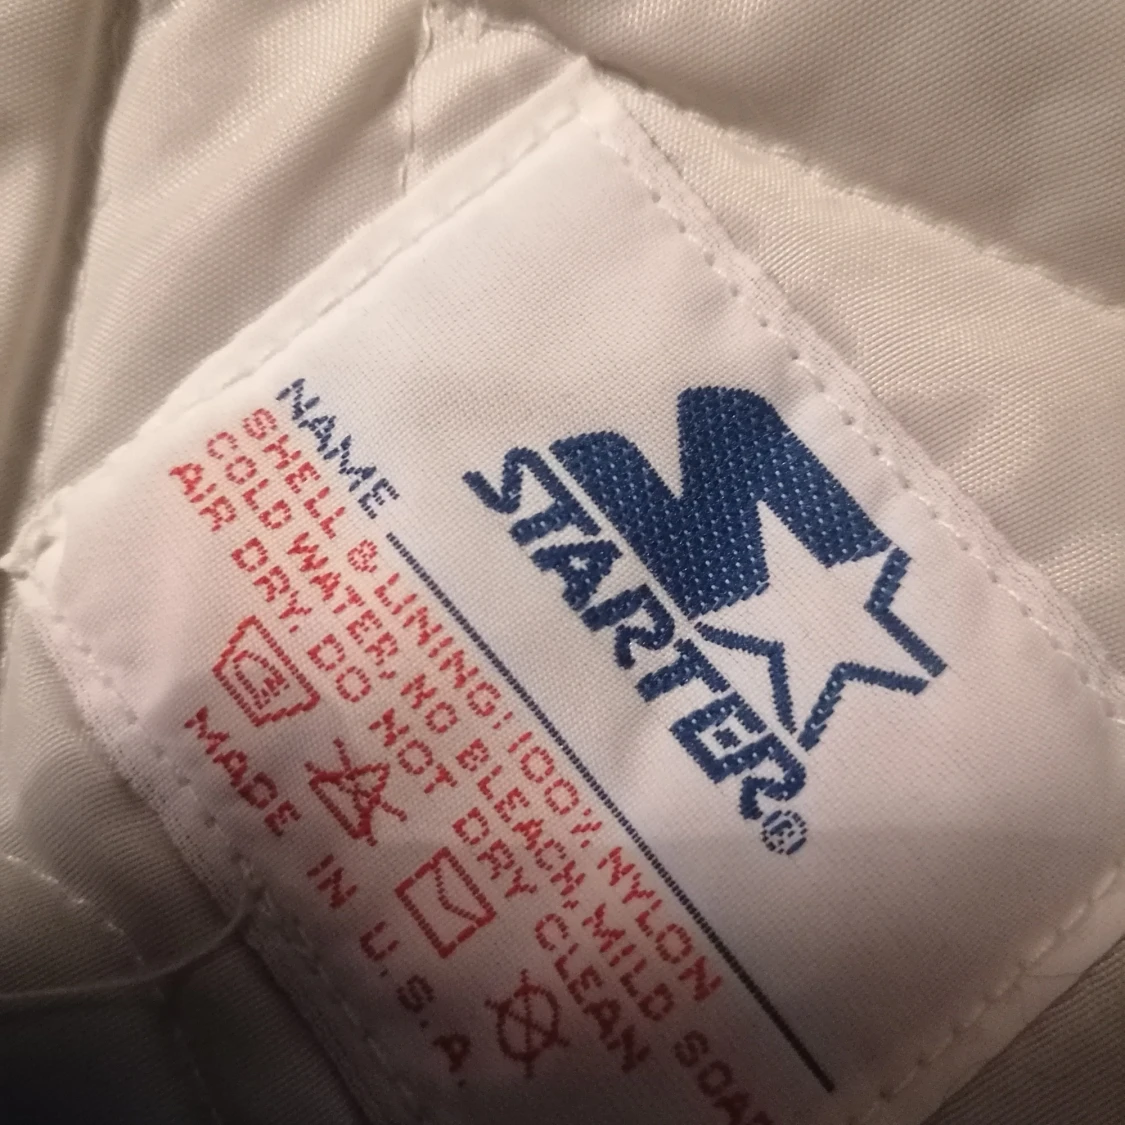 STARTER®
NAME
SHELL & LINING: 100% NYLON
COLD WATER, NO BLEACH, MILD SOAP
AIR DRY. DO NOT DRY CLEAN
MADE IN U.S.A.